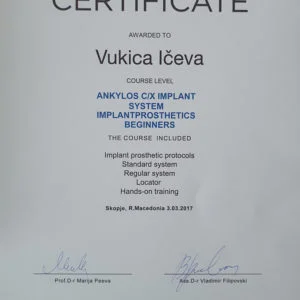 CERTIFICATE
AWARDED TO
Vukica Ičeva
COURSE LEVEL
ANKYLOS C/X IMPLANT
SYSTEM
IMPLANTPROSTHETICS
BEGINNERS
THE COURSE INCLUDED
Implant prosthetic protocols
Standard system
Regular system
Locator
Hands-on training
Skopje, R.Macedonia 3.03.2017
Prof.D-r Marija Peeva
Ass.D-r Vladimir Filipovski